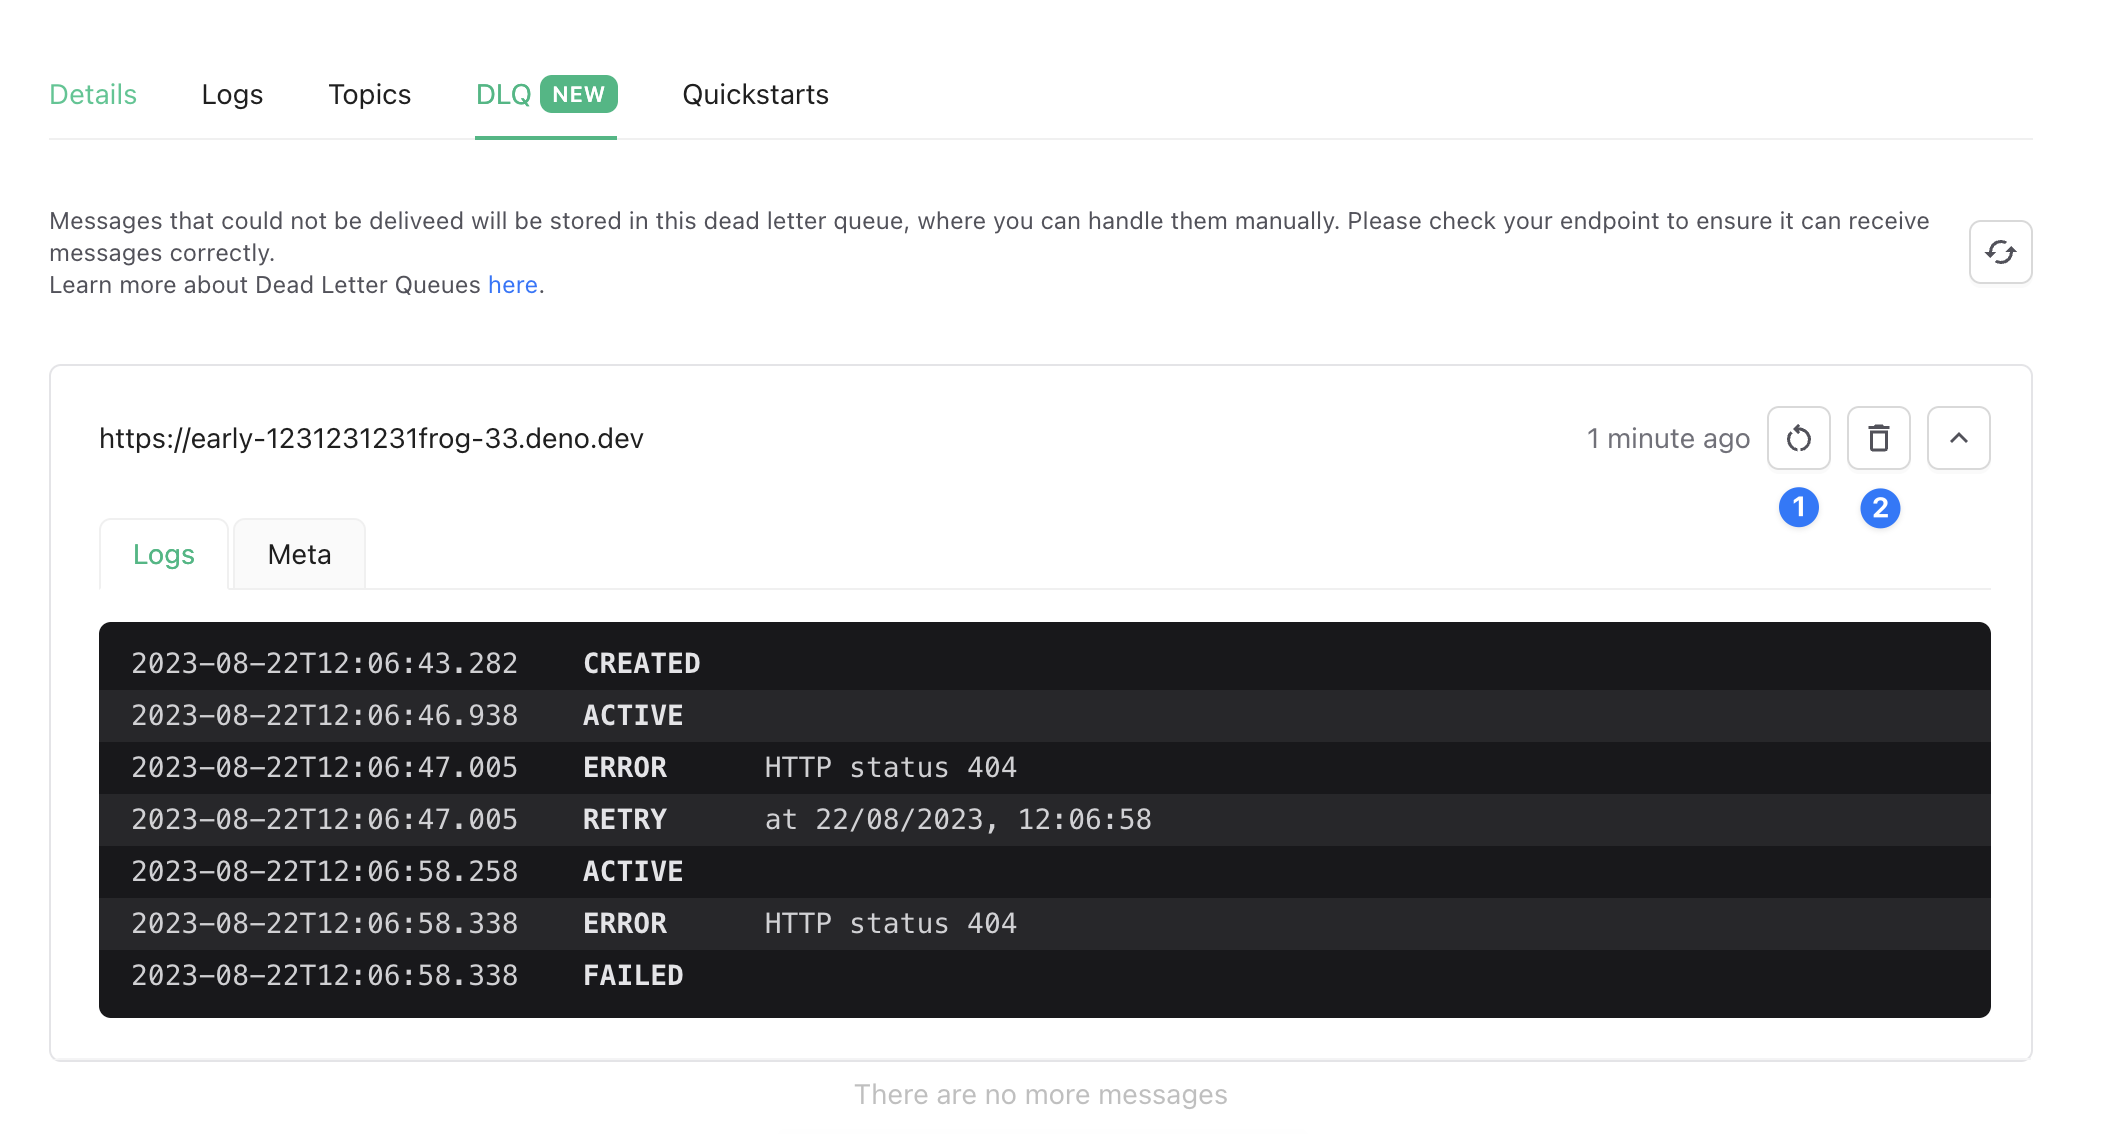 Details Logs Topics DLQ NEW Quickstarts
Messages that could not be deliveed will be stored in this dead letter queue, where you can handle them manually. Please check your endpoint to ensure it can receive
messages correctly.
Learn more about Dead Letter Queues here.
https://early-1231231231frog-33.deno.dev 1 minute ago
1 2
Logs Meta
2023-08-22T12:06:43.282 CREATED
2023-08-22T12:06:46.938 ACTIVE
2023-08-22T12:06:47.005 ERROR HTTP status 404
2023-08-22T12:06:47.005 RETRY at 22/08/2023, 12:06:58
2023-08-22T12:06:58.258 ACTIVE
2023-08-22T12:06:58.338 ERROR HTTP status 404
2023-08-22T12:06:58.338 FAILED
There are no more messages